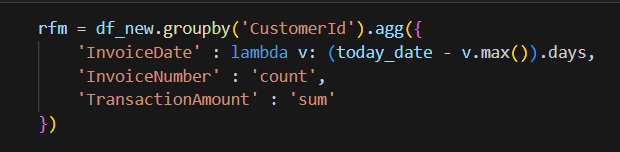 rfm = df_new.groupby('CustomerId').agg({
    'InvoiceDate' : lambda v: (today_date - v.max()).days,
    'InvoiceNumber' : 'count',
    'TransactionAmount' : 'sum'
})